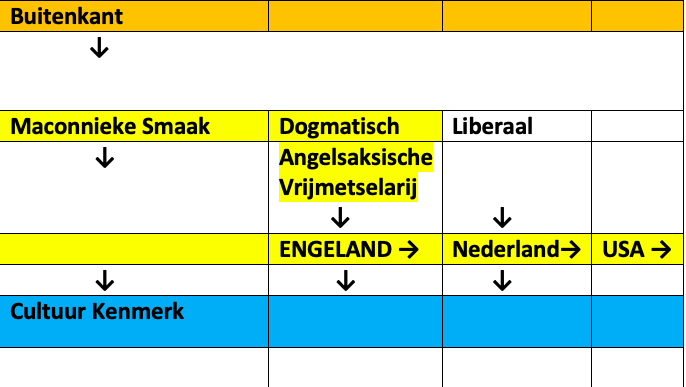 Buitenkant
↓
Maconnieke Smaak Dogmatisch Liberaal
↓ Angelsaksische
Vrijmetselarij
↓ ↓
ENGELAND → Nederland→ USA →
↓ ↓ ↓
Cultuur Kenmerk